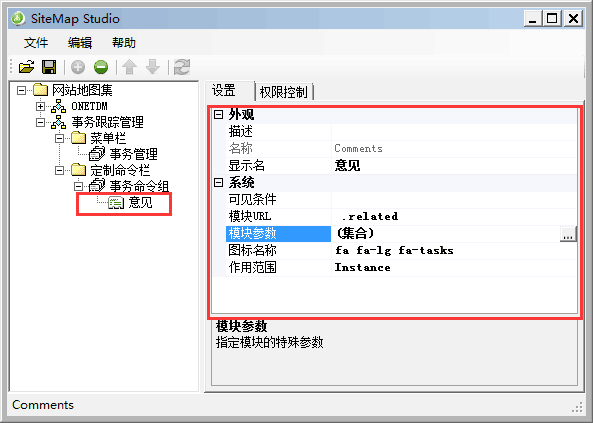 SiteMap Studio
文件 编辑 帮助
网站地图集
ONETDM
事务跟踪管理
菜单栏
事务管理
定制命令栏
事务命令组
意见
设置 权限控制
外观
描述
名称 Comments
显示名 意见
系统
可见条件
模块URL .related
模块参数 (集合) ...
图标名称 fa fa-lg fa-tasks
作用范围 Instance
模块参数
指定模块的特殊参数
Comments